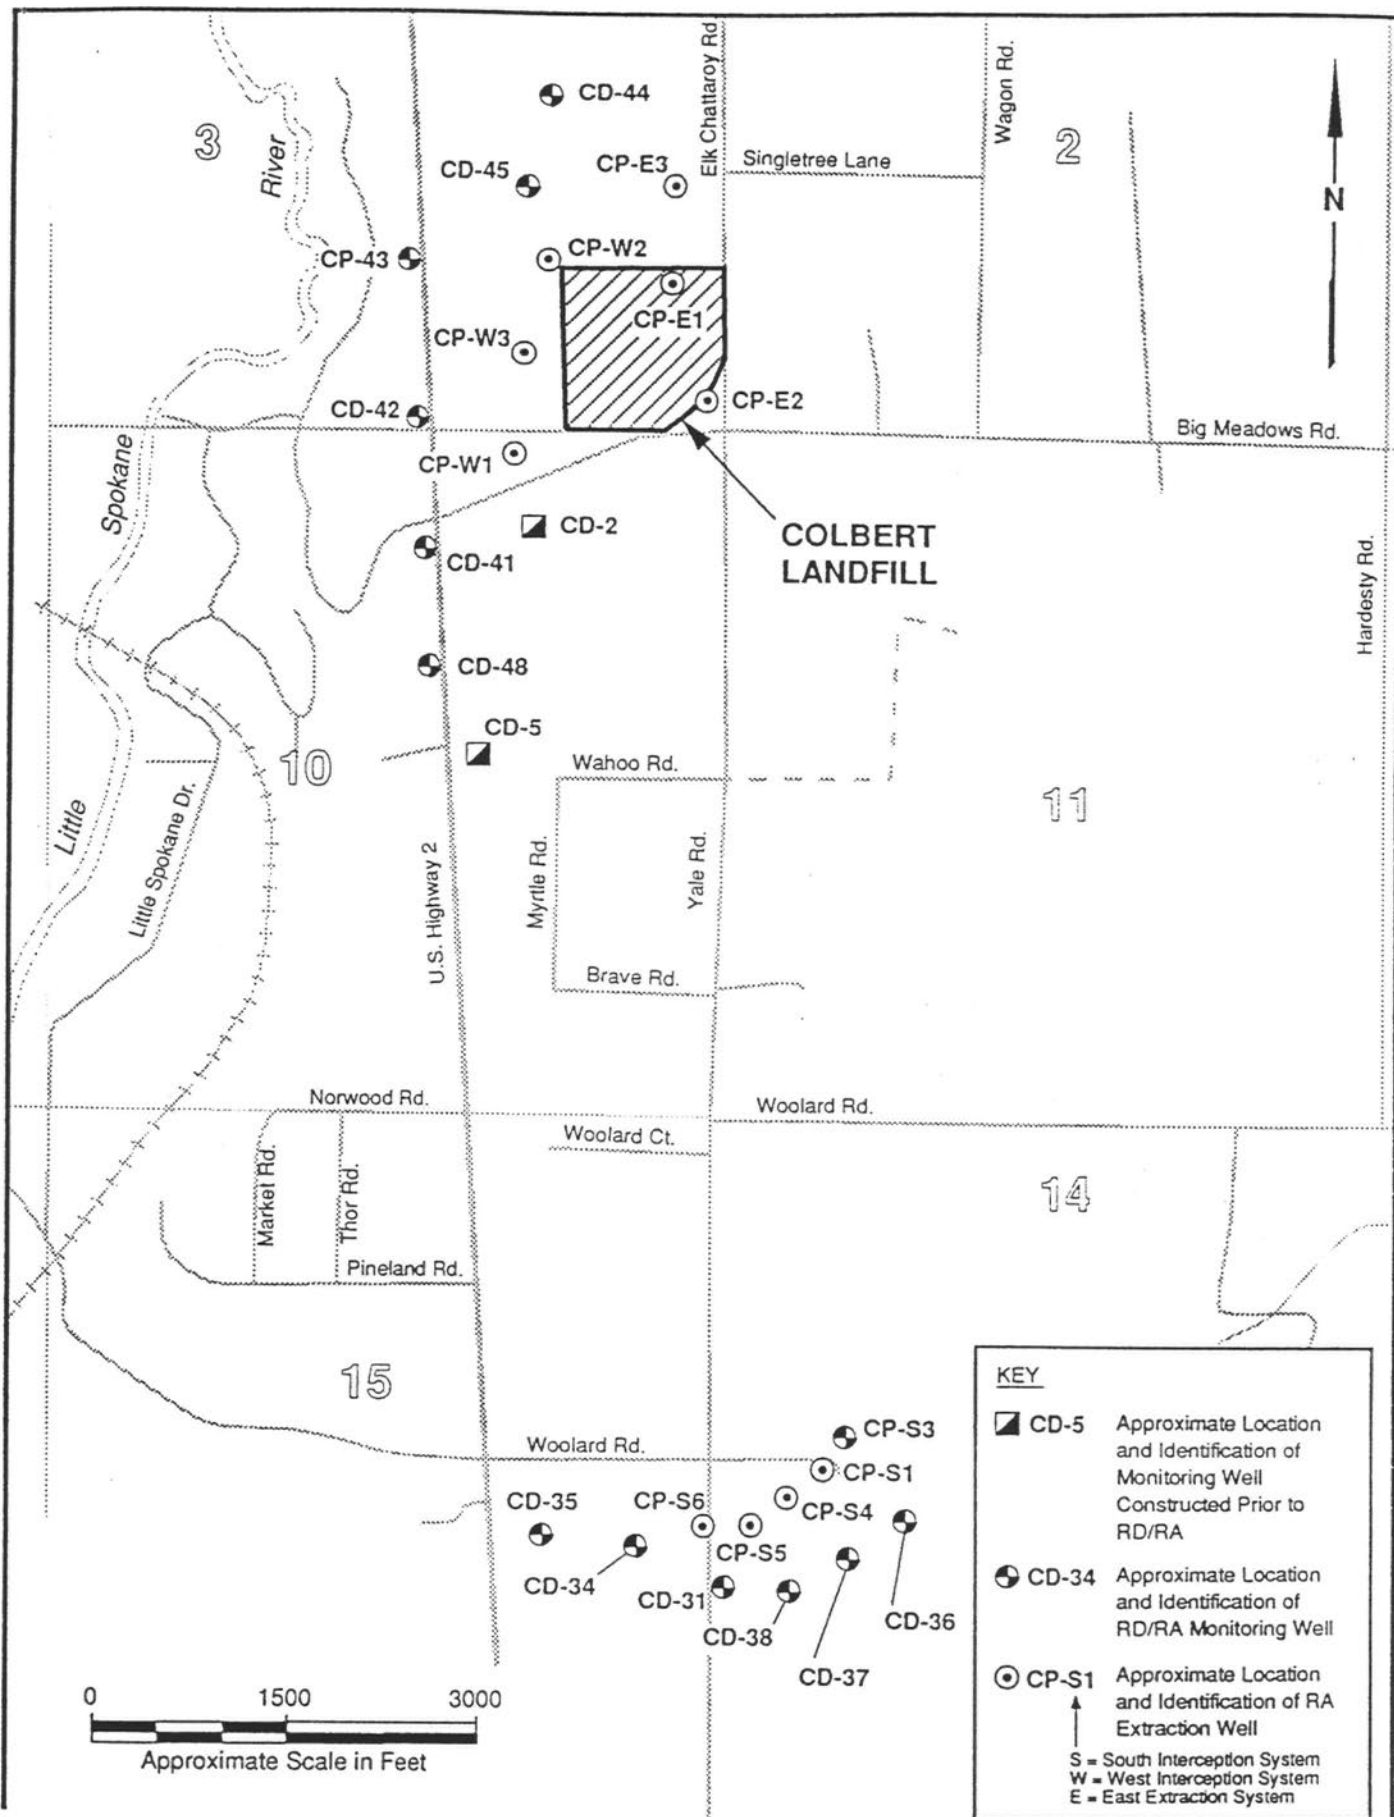 3
River
CD-44
Elk Chattaroy Rd
Wagon Rd.
2
N
CD-45
CP-E3
Singletree Lane
CP-43
CP-W2
CP-E1
CP-W3
CD-42
CP-E2
Big Meadows Rd.
CP-W1
Spokane
CD-2
COLBERT
LANDFILL
CD-41
Hardesty Rd.
CD-48
CD-5
10
Wahoo Rd.
11
Little
Little Spokane Dr.
U.S. Highway 2
Myrtle Rd.
Yale Rd.
Brave Rd.
Norwood Rd.
Woolard Rd.
Woolard Ct.
Market Rd.
Thor Rd.
14
Pineland Rd.
15
Woolard Rd.
CP-S3
CP-S1
CD-35
CP-S6
CP-S4
CP-S5
CD-34
CD-31
CD-36
CD-38
CD-37
0 1500 3000
Approximate Scale in Feet
KEY
CD-5 Approximate Location
and Identification of
Monitoring Well
Constructed Prior to
RD/RA
CD-34 Approximate Location
and Identification of
RD/RA Monitoring Well
CP-S1 Approximate Location
and Identification of RA
Extraction Well
S = South Interception System
W = West Interception System
E = East Extraction System